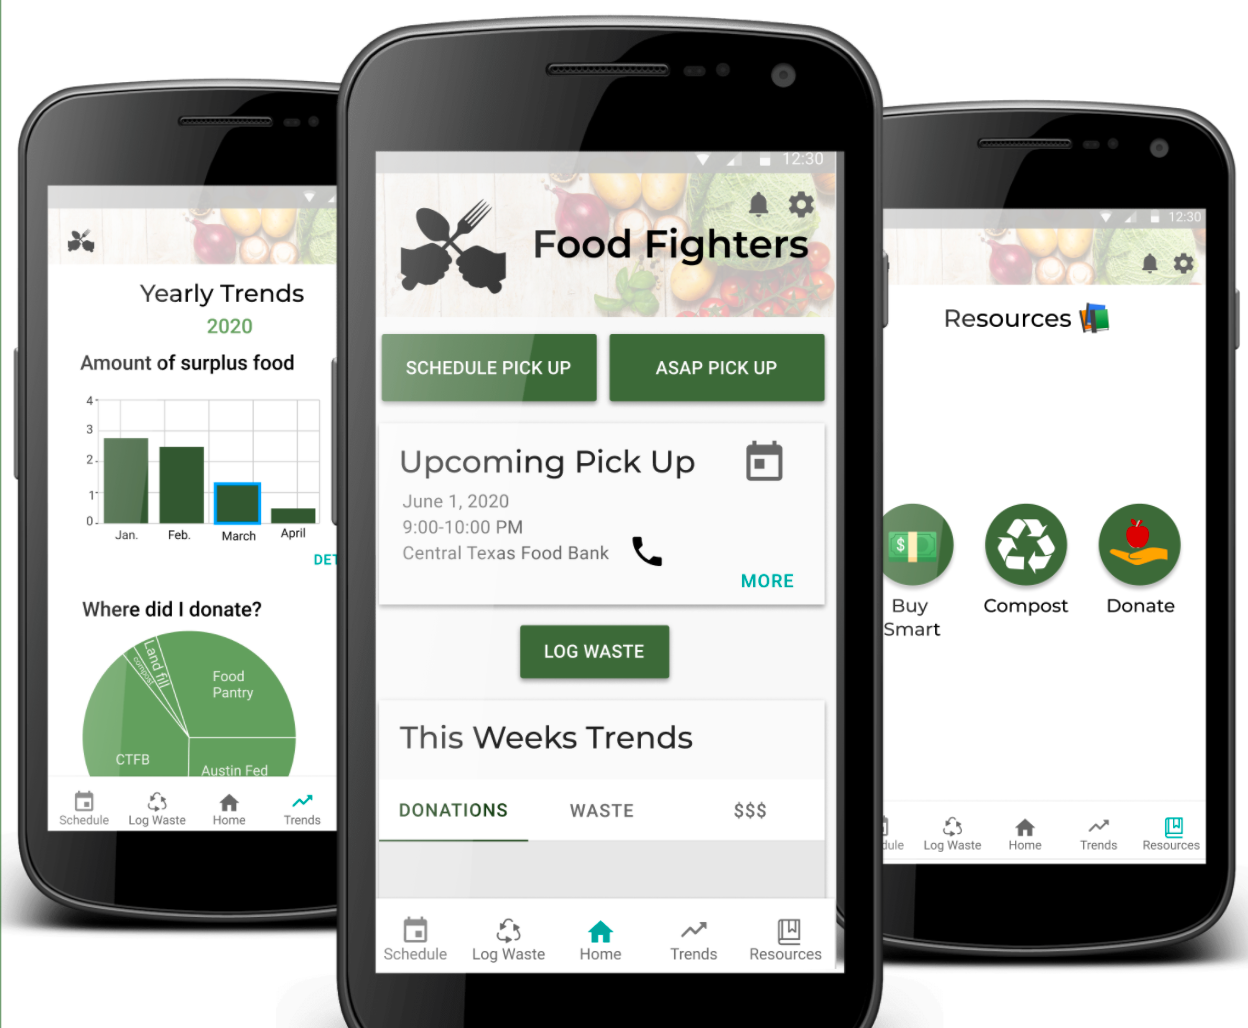 Yearly Trends
2020
Amount of surplus food
4
3
2
1
0
Jan.
Feb.
March
April
Where did I donate?
Land fill
compost
Food
Pantry
CTFB
Austin Fed
Schedule
Log Waste
Home
Trends
12:30
Food Fighters
SCHEDULE PICK UP
ASAP PICK UP
Upcoming Pick Up
June 1, 2020
9:00-10:00 PM
Central Texas Food Bank
MORE
LOG WASTE
This Weeks Trends
DONATIONS
WASTE
$$$
Schedule
Log Waste
Home
Trends
Resources
12:30
Resources
$
Buy
Smart
Compost
Donate
Log Waste
Home
Trends
Resources